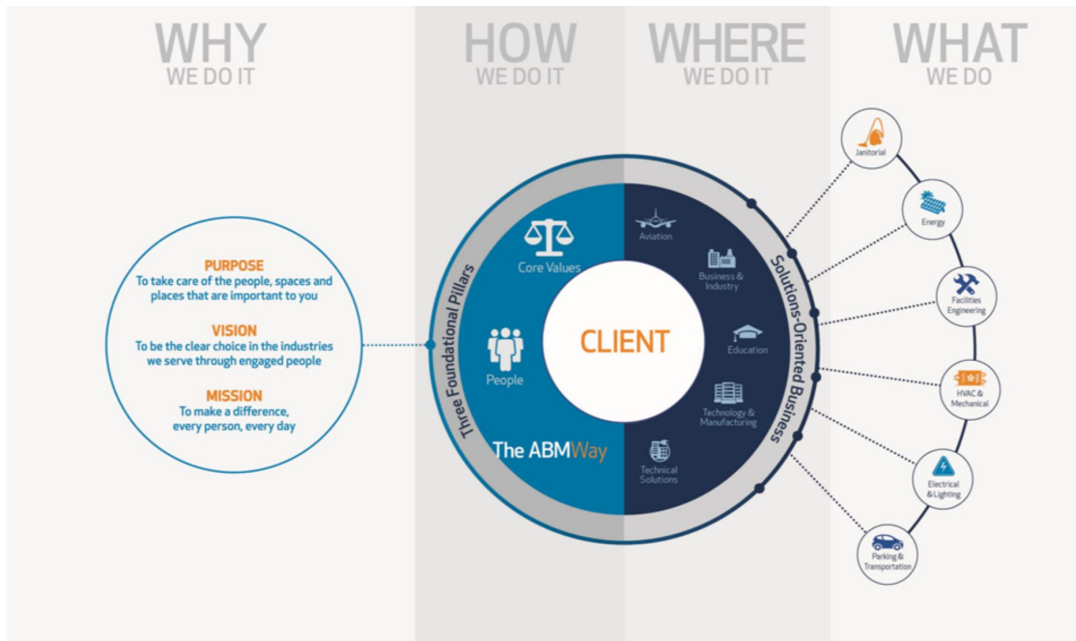 WHY
WE DO IT
HOW
WE DO IT
WHERE
WE DO IT
WHAT
WE DO
PURPOSE
To take care of the people, spaces and
places that are important to you
VISION
To be the clear choice in the industries
we serve through engaged people
MISSION
To make a difference,
every person, every day
Three Foundational Pillars
Core Values
People
The ABMWay
CLIENT
Aviation
Business &
Industry
Education
Technology &
Manufacturing
Technical
Solutions
Solutions-Oriented Business
Janitorial
Energy
Facilities
Engineering
HVAC &
Mechanical
Electrical
& Lighting
Parking &
Transportation